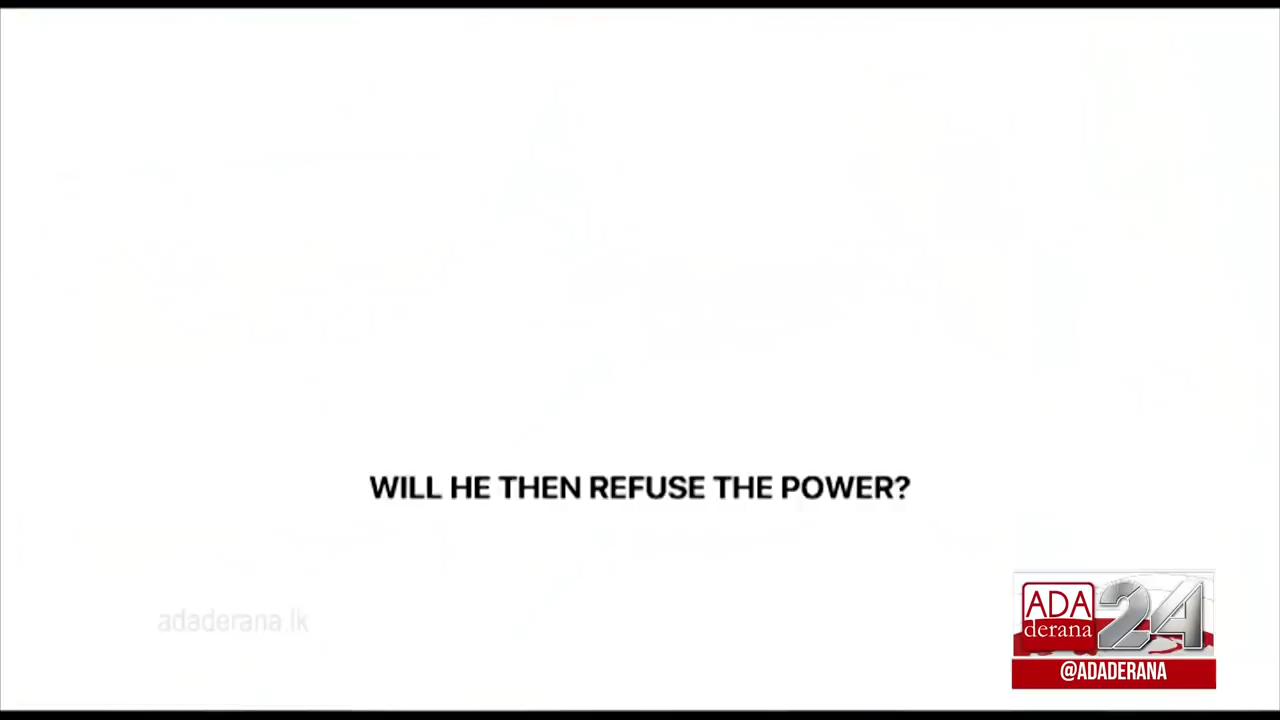 WILL HE THEN REFUSE THE POWER?
adaderana.lk
ADA
derana
24
@ADADERANA